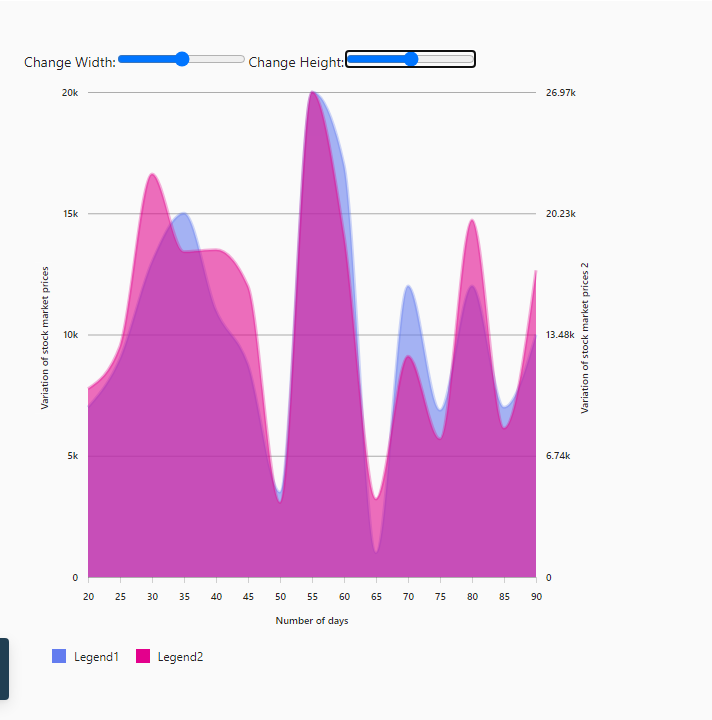 Change Width: Change Height:
20k 26.97k
15k 20.23k
Variation of stock market prices
Variation of stock market prices 2
10k 13.48k
5k 6.74k
0 0
20 25 30 35 40 45 50 55 60 65 70 75 80 85 90
Number of days
Legend1 Legend2